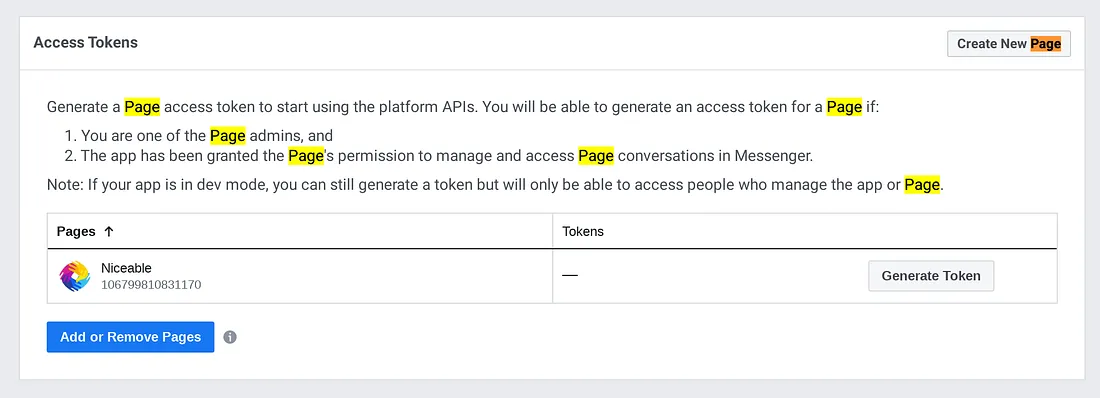 Access Tokens
Create New Page
Generate a Page access token to start using the platform APIs. You will be able to generate an access token for a Page if:
1. You are one of the Page admins, and
2. The app has been granted the Page's permission to manage and access Page conversations in Messenger.
Note: If your app is in dev mode, you can still generate a token but will only be able to access people who manage the app or Page.
Pages ↑
Tokens
Niceable
106799810831170
—
Generate Token
Add or Remove Pages